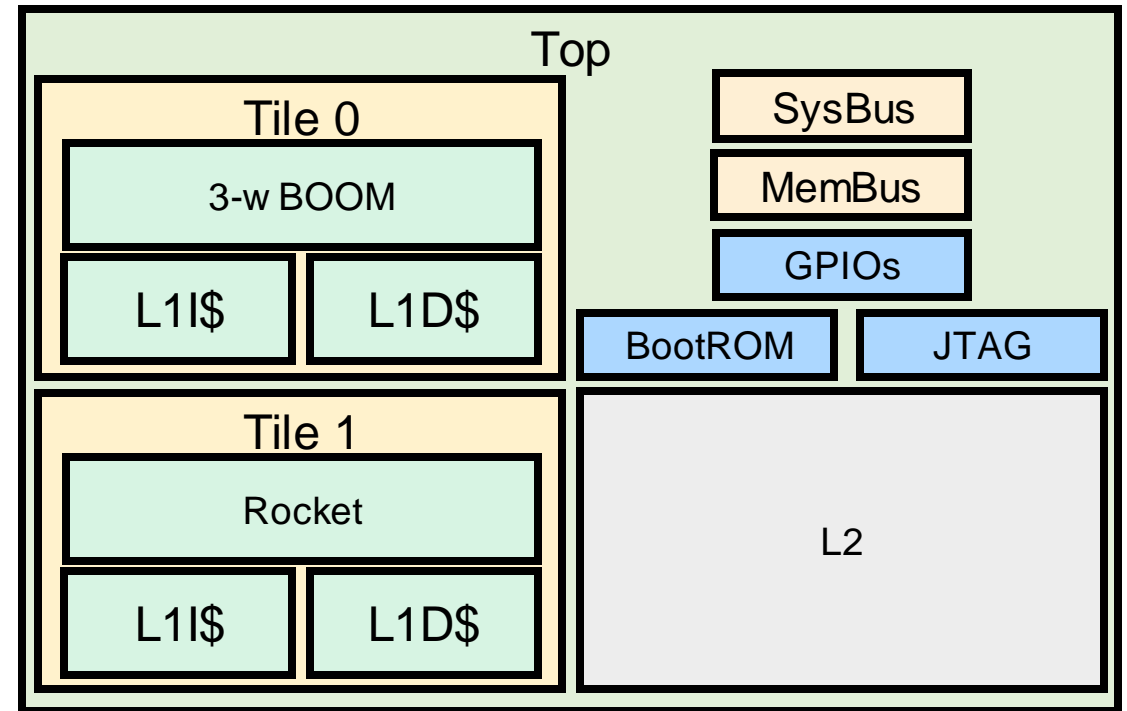 Top
Tile 0
3-w BOOM
L1I$
L1D$
Tile 1
Rocket
L1I$
L1D$
SysBus
MemBus
GPIOs
BootROM
JTAG
L2